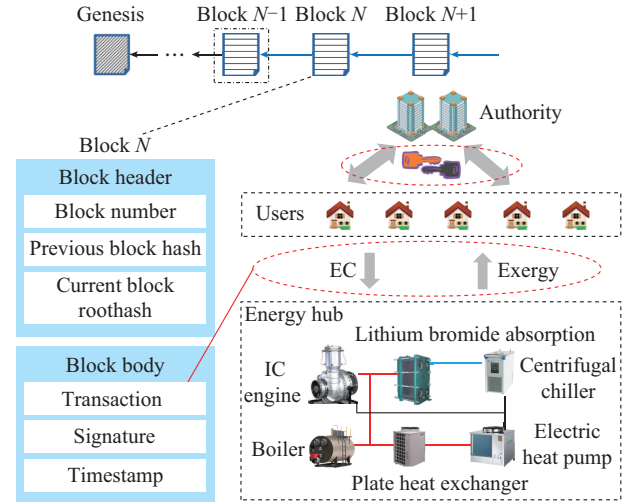 Genesis
Block N−1
Block N
Block N+1
...
Authority
Block N
Block header
Block number
Previous block hash
Current block
roothash
Users
EC
Exergy
Energy hub
Lithium bromide absorption
IC
engine
Centrifugal
chiller
Block body
Transaction
Signature
Timestamp
Boiler
Electric
heat pump
Plate heat exchanger